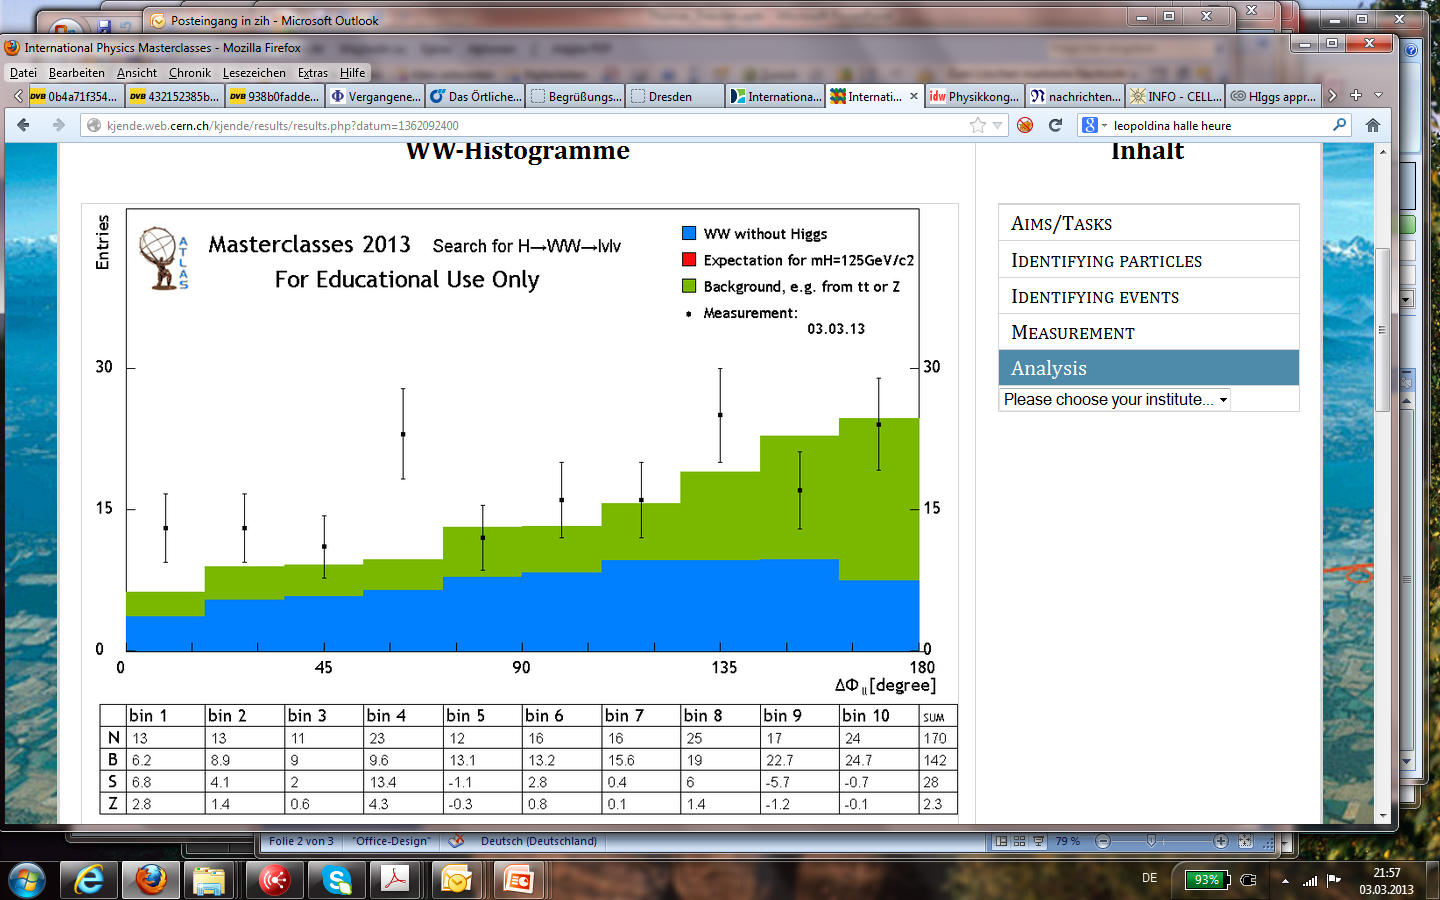 Posteingang in zih - Microsoft Outlook
International Physics Masterclasses - Mozilla Firefox
Datei Bearbeiten Ansicht Chronik Lesezeichen Extras Hilfe
DVB 0b4a71f354... DVB 432152385b... DVB 938b0fadde... Vergangene... Das Örtliche... Begrüßungs... Dresden Internationa... Internati... idw Physikkong... nachrichten... INFO - CELL... HIggs appr...
kjende.web.cern.ch/kjende/results/results.php?datum=1362092400 leopoldina halle heure
WW-Histogramme
Inhalt
Entries
ATLAS
Masterclasses 2013 Search for H→WW→lνlν
For Educational Use Only
WW without Higgs
Expectation for mH=125GeV/c2
Background, e.g. from tt or Z
Measurement:
03.03.13
30 30
15 15
0 0
0 45 90 135 180
ΔΦ ll [degree]
bin 1 bin 2 bin 3 bin 4 bin 5 bin 6 bin 7 bin 8 bin 9 bin 10 SUM
N 13 13 11 23 12 16 16 25 17 24 170
B 6.2 8.9 9 9.6 13.1 13.2 15.6 19 22.7 24.7 142
S 6.8 4.1 2 13.4 -1.1 2.8 0.4 6 -5.7 -0.7 28
Z 2.8 1.4 0.6 4.3 -0.3 0.8 0.1 1.4 -1.2 -0.1 2.3
Aims/Tasks
Identifying particles
Identifying events
Measurement
Analysis
Please choose your institute...
Folie 2 von 3 "Office-Design" Deutsch (Deutschland) 79 %
DE 93% 21:57
03.03.2013